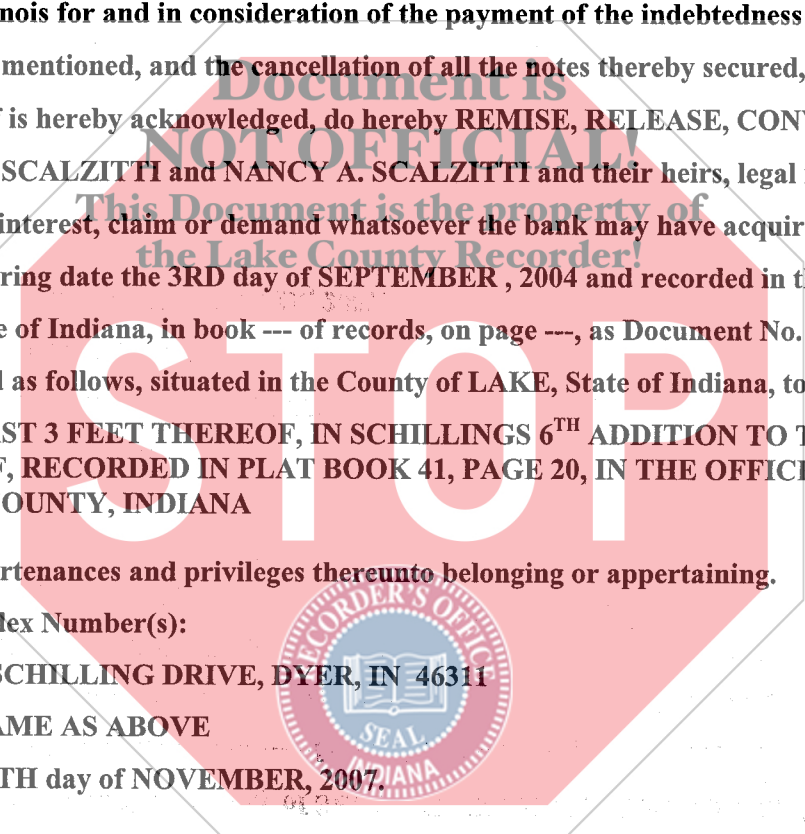 nois for and in consideration of the payment of the indebtedness
mentioned, and the cancellation of all the notes thereby secured,
Document is
f is hereby acknowledged, do hereby REMISE, RELEASE, CON
NOT OFFICIAL!
SCALZITTI and NANCY A. SCALZITTI and their heirs, legal
This Document is the property of
interest, claim or demand whatsoever the bank may have acquir
the Lake County Recorder!
ring date the 3RD day of SEPTEMBER , 2004 and recorded in t
e of Indiana, in book --- of records, on page ---, as Document No.
STOP
d as follows, situated in the County of LAKE, State of Indiana, to
ST 3 FEET THEREOF, IN SCHILLINGS 6TH ADDITION TO T
F, RECORDED IN PLAT BOOK 41, PAGE 20, IN THE OFFIC
OUNTY, INDIANA
rtenances and privileges thereunto belonging or appertaining.
dex Number(s):
SCHILLING DRIVE, DYER, IN 46311
AME AS ABOVE
TH day of NOVEMBER, 2007.
RECORDER'S OFFICE
SEAL
INDIANA